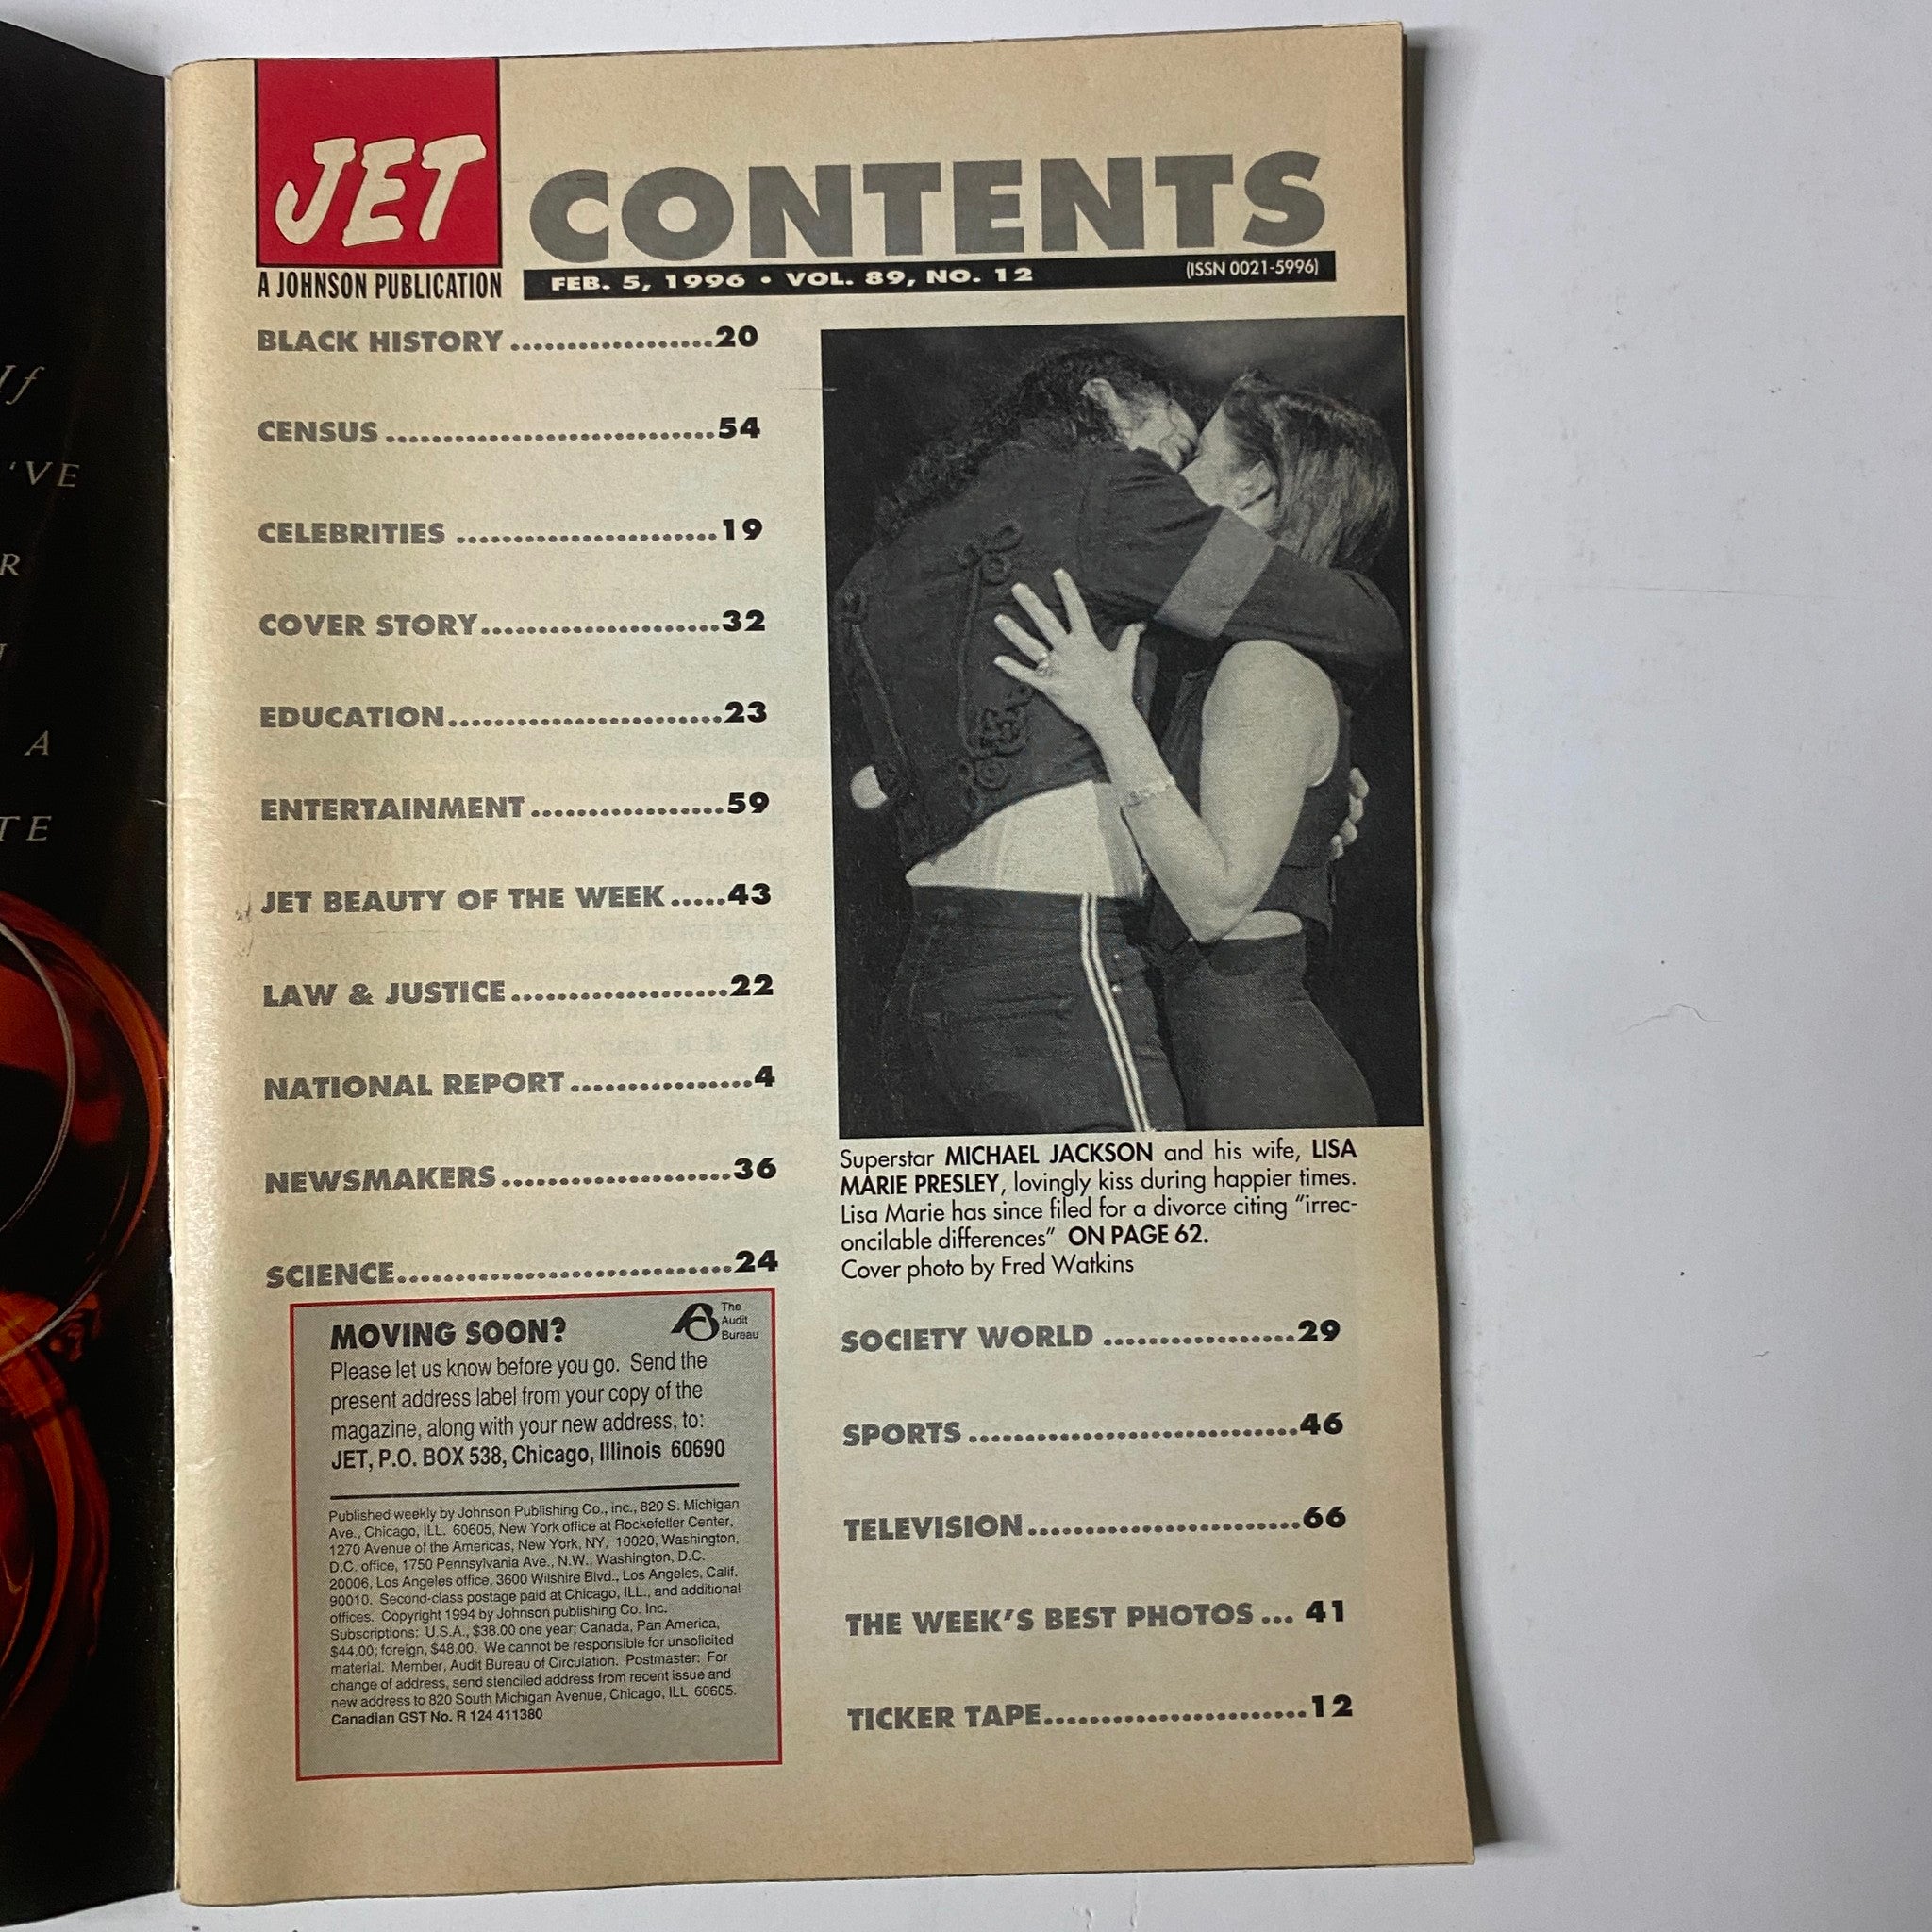 If
'VE
R
A
TE
JET
A JOHNSON PUBLICATION
CONTENTS
FEB. 5, 1996 • VOL. 89, NO. 12 (ISSN 0021-5996)
BLACK HISTORY..................20
CENSUS.............................54
CELEBRITIES.......................19
COVER STORY.....................32
EDUCATION........................23
ENTERTAINMENT.................59
JET BEAUTY OF THE WEEK.....43
LAW & JUSTICE...................22
NATIONAL REPORT................4
NEWSMAKERS....................36
SCIENCE.............................24
MOVING SOON?
The
Audit
Bureau
Please let us know before you go. Send the
present address label from your copy of the
magazine, along with your new address, to:
JET, P.O. BOX 538, Chicago, Illinois 60690
Published weekly by Johnson Publishing Co., inc., 820 S. Michigan
Ave., Chicago, ILL. 60605, New York office at Rockefeller Center,
1270 Avenue of the Americas, New York, NY, 10020, Washington,
D.C. office, 1750 Pennsylvania Ave., N.W., Washington, D.C.
20006, Los Angeles office, 3600 Wilshire Blvd., Los Angeles, Calif,
90010. Second-class postage paid at Chicago, ILL., and additional
offices. Copyright 1994 by Johnson publishing Co. Inc.
Subscriptions: U.S.A., $38.00 one year; Canada, Pan America,
$44.00; foreign, $48.00. We cannot be responsible for unsolicited
material. Member, Audit Bureau of Circulation. Postmaster: For
change of address, send stenciled address from recent issue and
new address to 820 South Michigan Avenue, Chicago, ILL 60605.
Canadian GST No. R 124 411380
Superstar MICHAEL JACKSON and his wife, LISA
MARIE PRESLEY, lovingly kiss during happier times.
Lisa Marie has since filed for a divorce citing "irrec-
oncilable differences" ON PAGE 62.
Cover photo by Fred Watkins
SOCIETY WORLD.................29
SPORTS.............................46
TELEVISION........................66
THE WEEK'S BEST PHOTOS... 41
TICKER TAPE.......................12